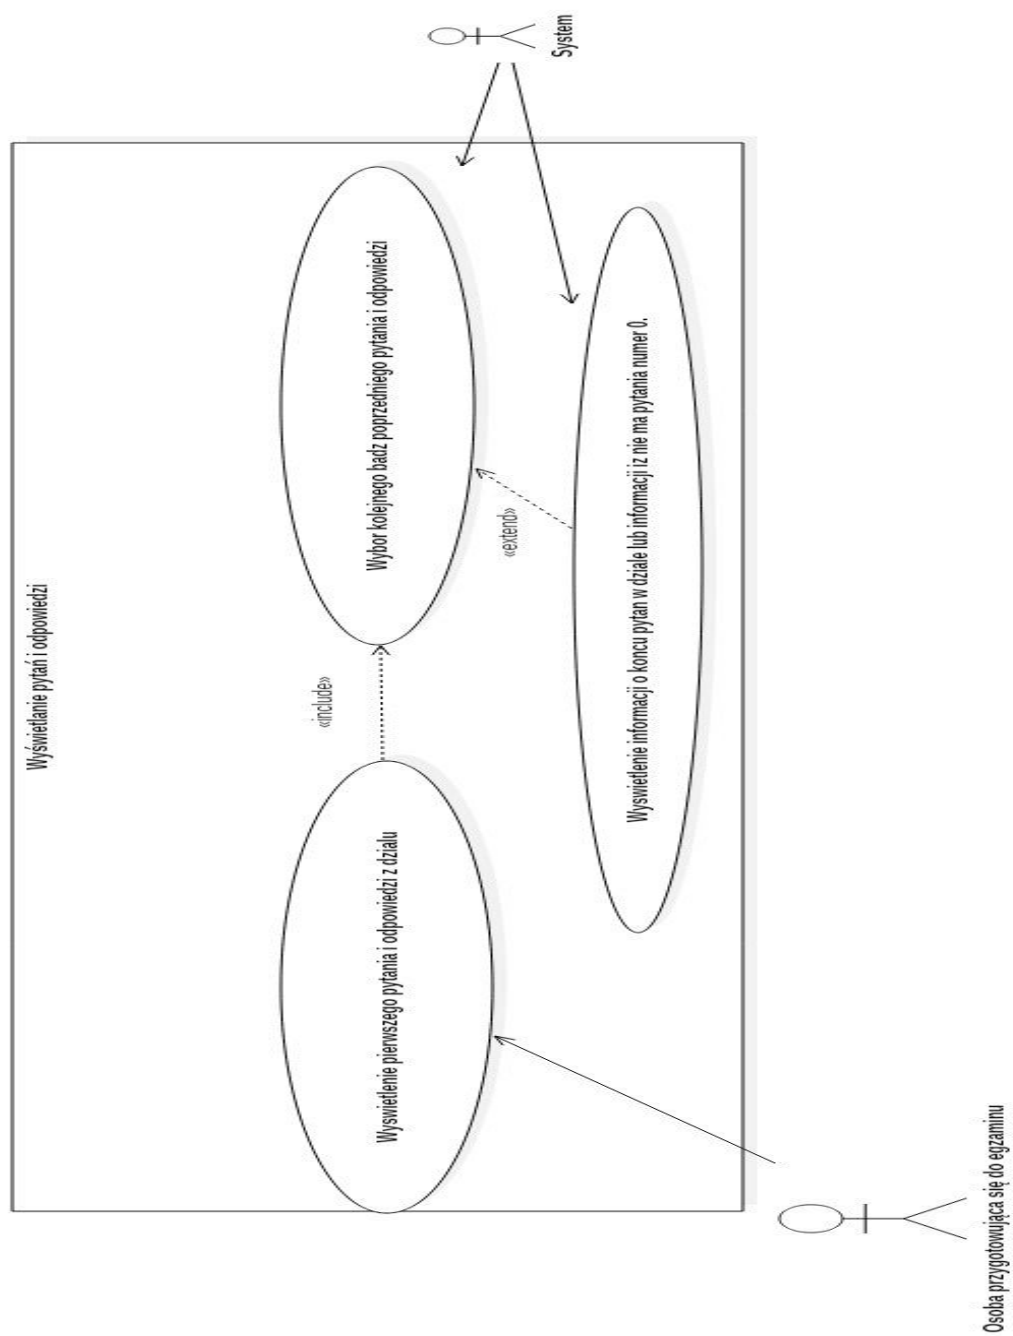 Wyświetlanie pytań i odpowiedzi
Wyswietlenie pierwszego pytania i odpowiedzi z dzialu
«include»
Wybor kolejnego badz poprzedniego pytania i odpowiedzi
«extend»
System
Wyswietlenie informacji o koncu pytan w dziale lub informacji iz nie ma pytania numer 0.
Osoba przygotowująca się do egzaminu